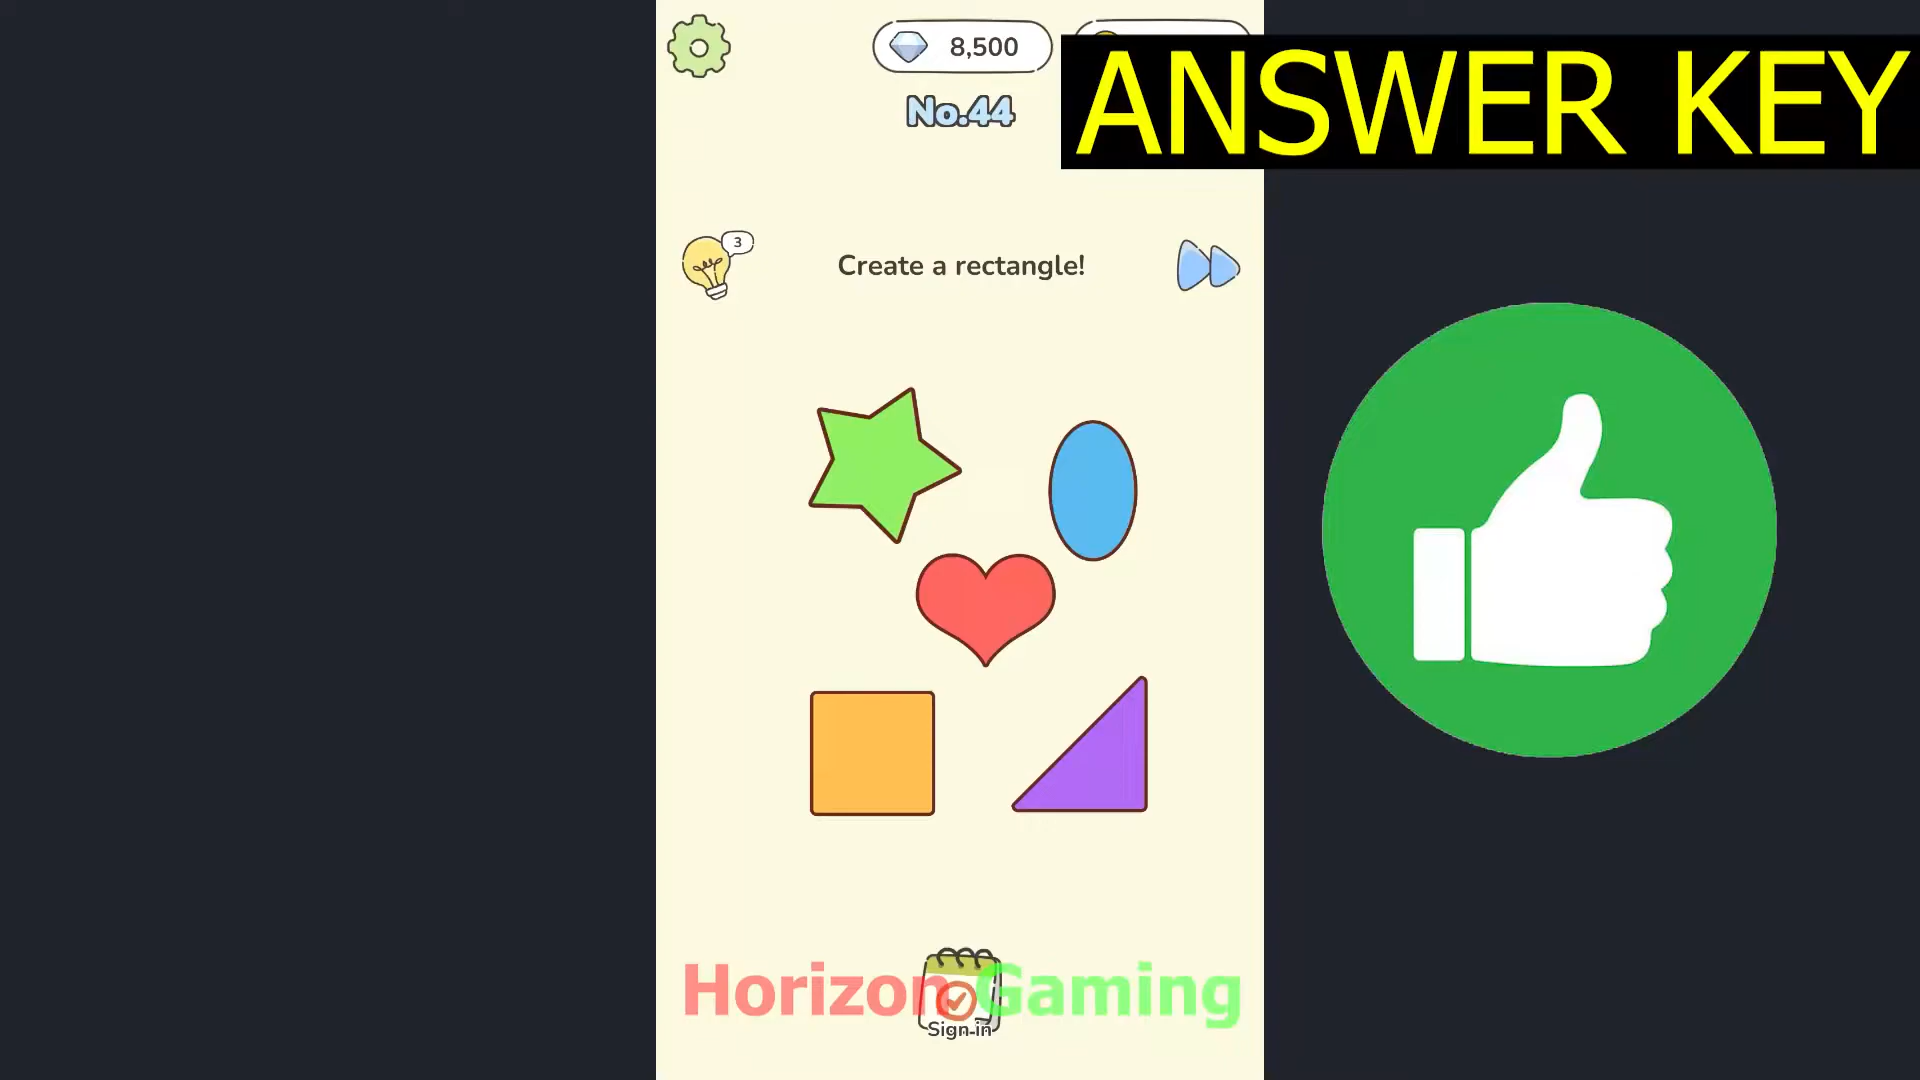 8,500
ANSWER KEY
No.44
3
Create a rectangle!
Horizon Gaming
Sign-in